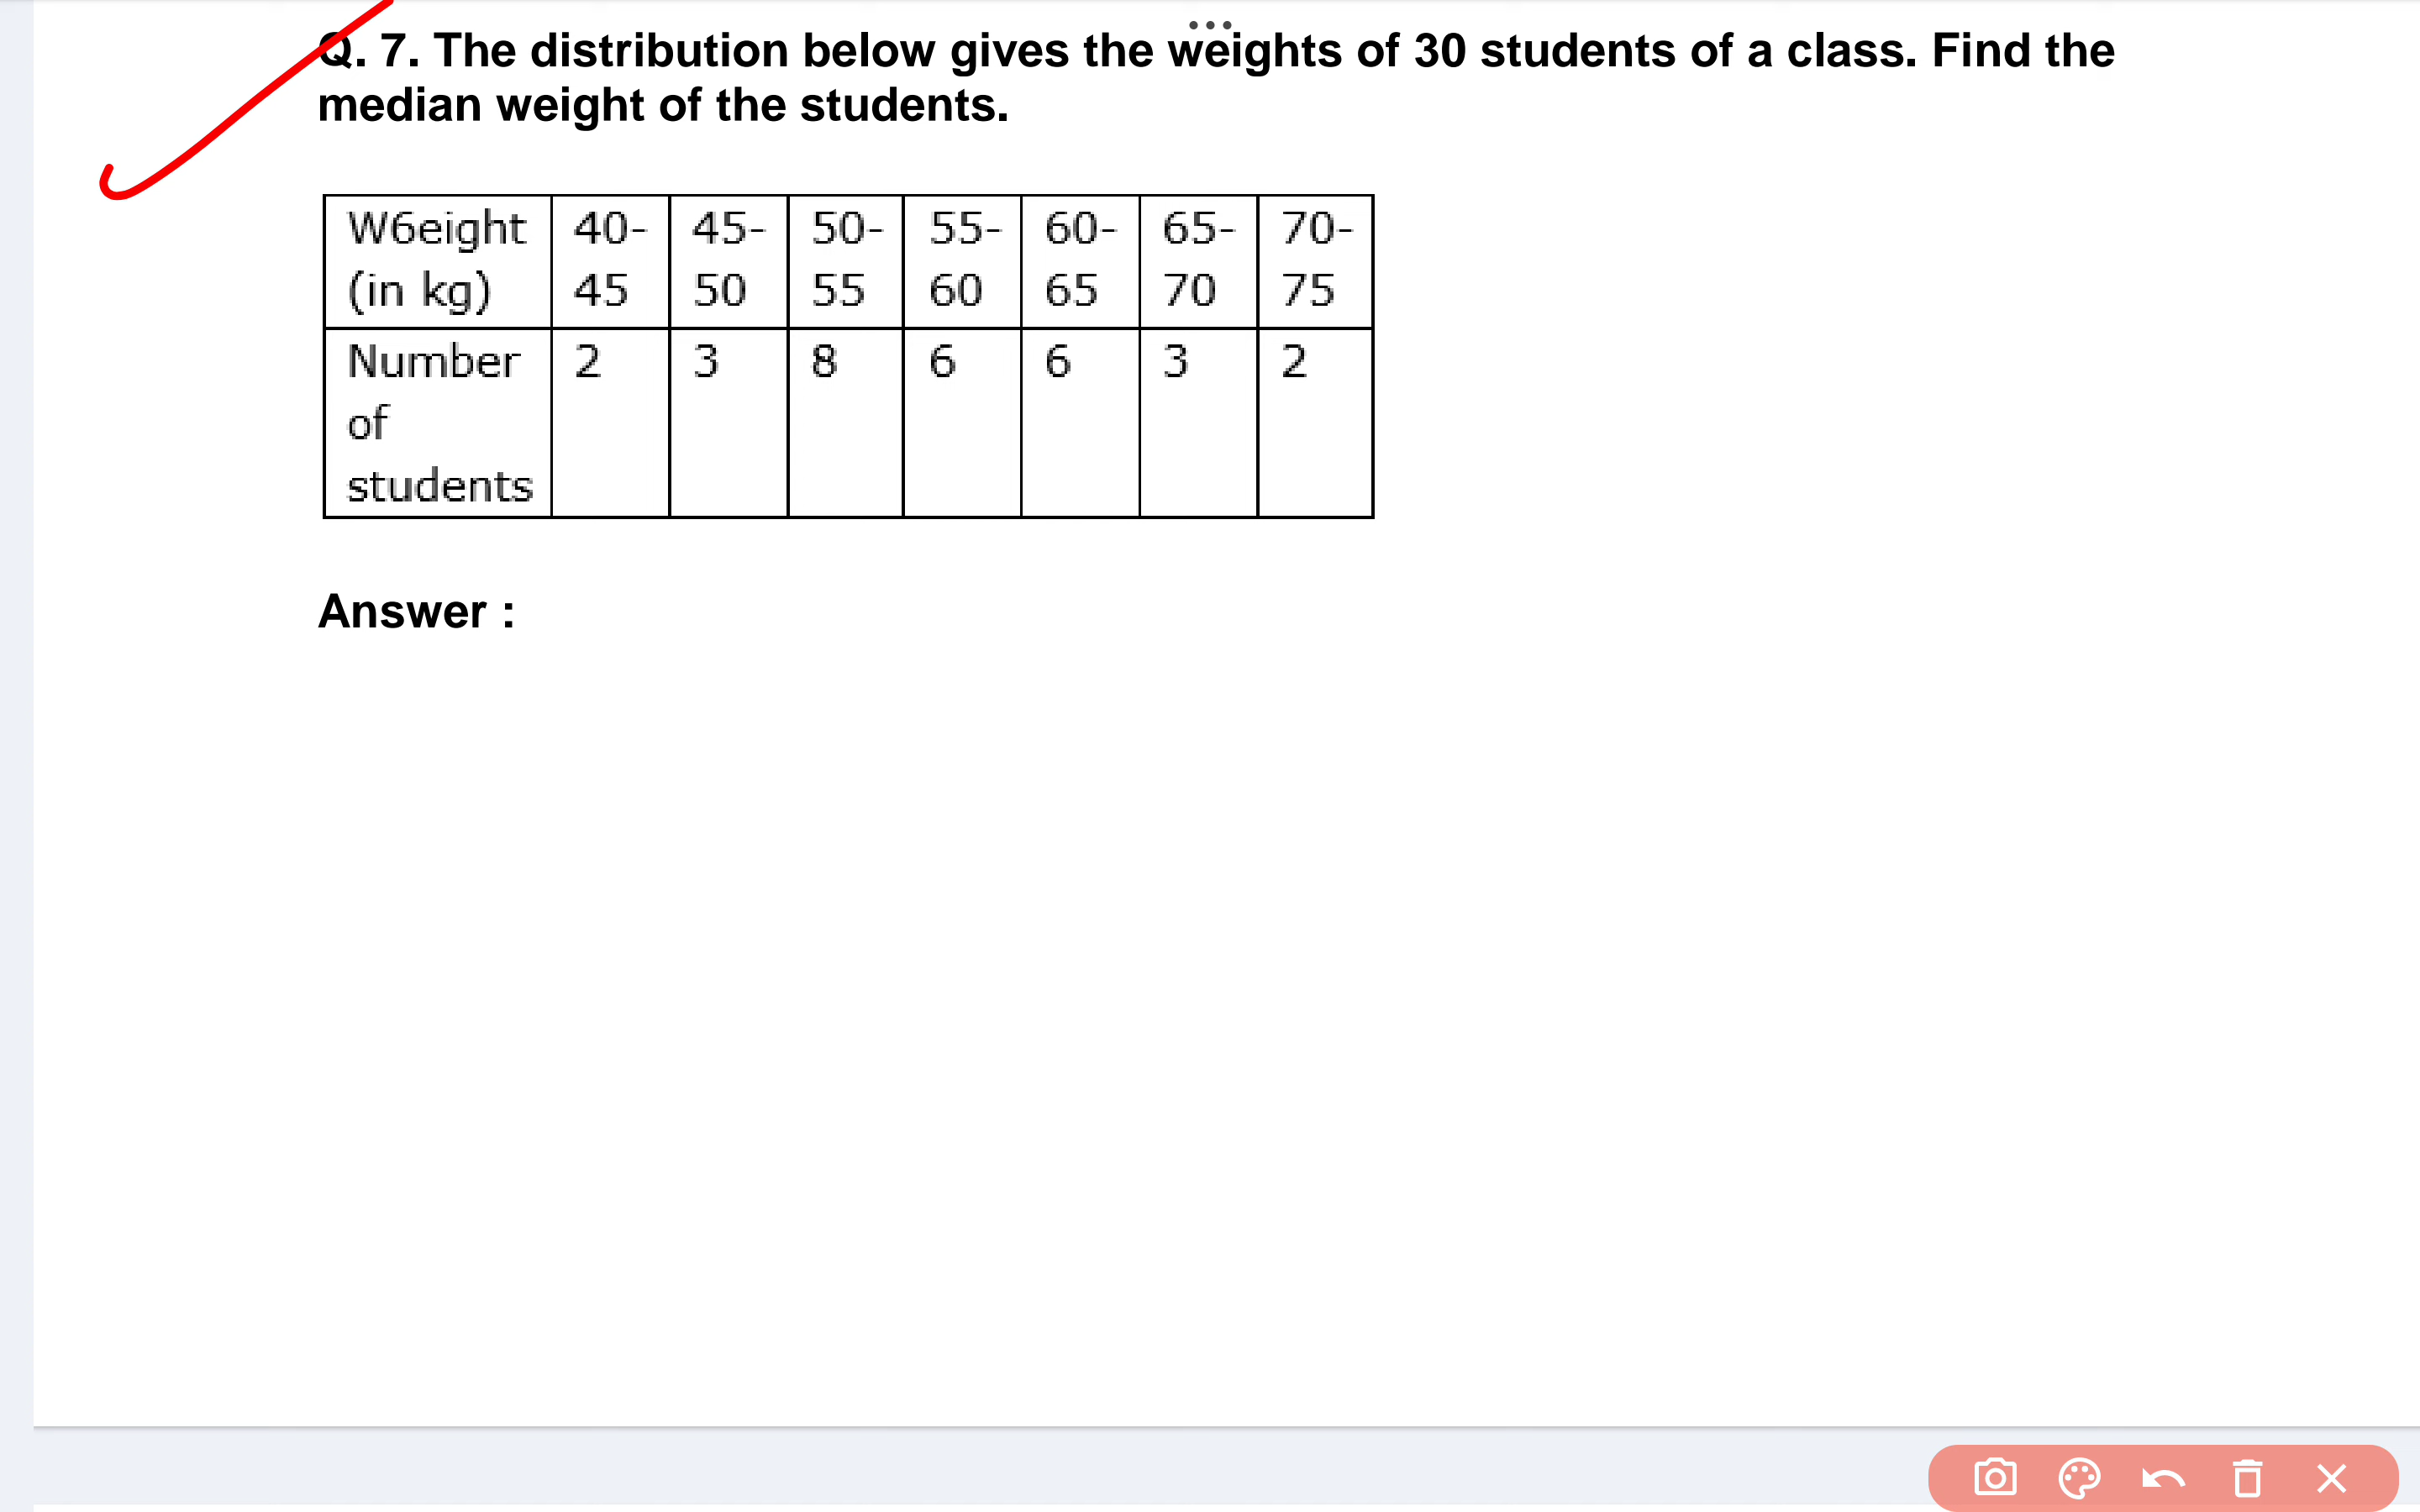 Q. 7. The distribution below gives the weights of 30 students of a class. Find the
median weight of the students.
W6eight (in kg) 40-45 45-50 50-55 55-60 60-65 65-70 70-75
Number of students 2 3 8 6 6 3 2
Answer :